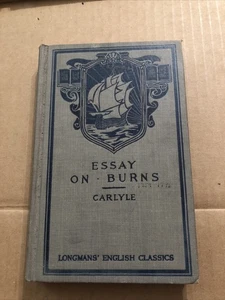 ESSAY
ON · BURNS
CARLYLE
LONGMANS' ENGLISH CLASSICS